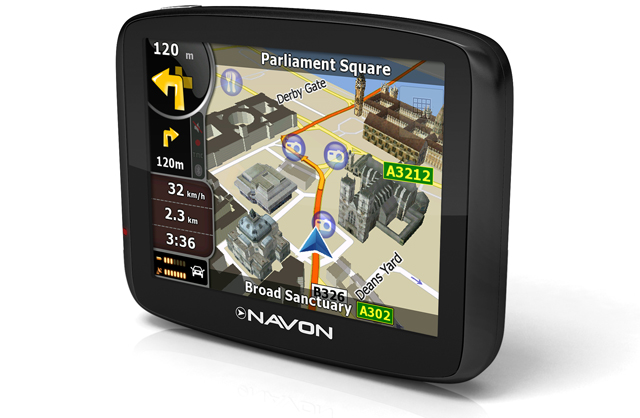 120 m
Parliament Square
Derby Gate
120m
A3212
32 km/h
2.3 km
3:36
Deans Yard
B326
Broad Sanctuary
A302
NAVON